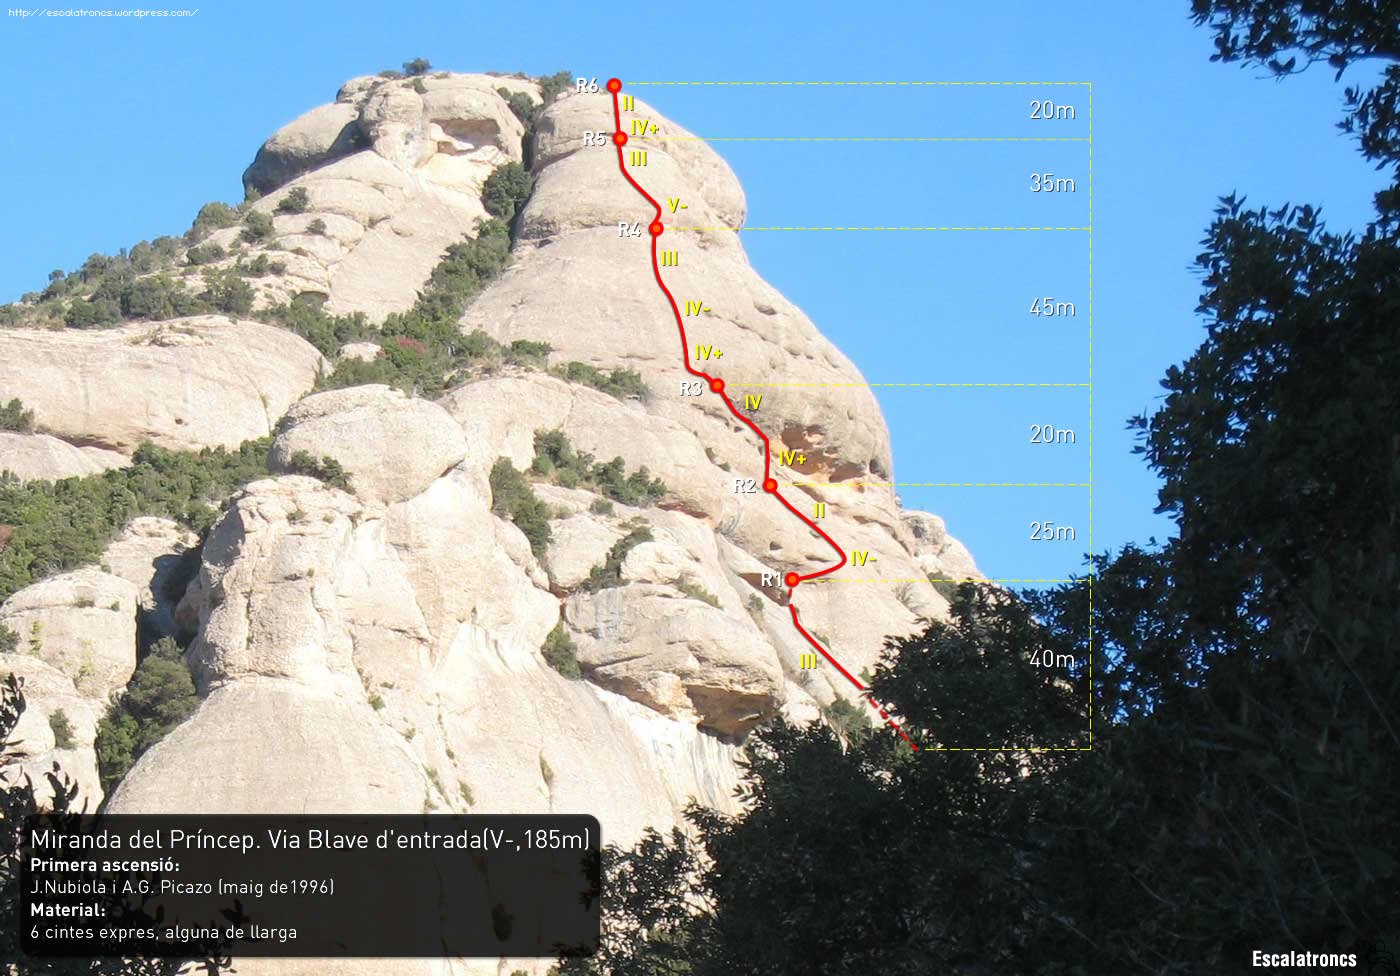 http://escalatroncs.wordpress.com/
R6
II
20m
IV+
R5
III
35m
V-
R4
III
45m
IV-
IV+
R3
IV
20m
IV+
R2
II
25m
IV-
R1
40m
III
Miranda del Príncep. Via Blave d'entrada(V-,185m)
Primera ascensió:
J.Nubiola i A.G. Picazo (maig de1996)
Material:
6 cintes expres, alguna de llarga
Escalatroncs